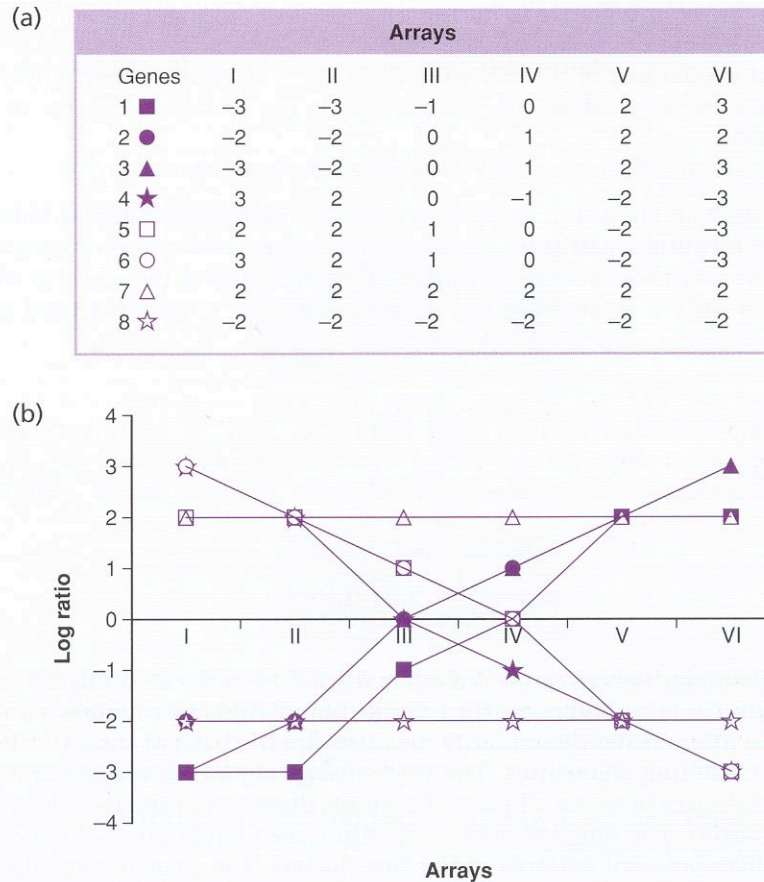 (a)
Arrays
Genes I II III IV V VI
1 ■ –3 –3 –1 0 2 3
2 ● –2 –2 0 1 2 2
3 ▲ –3 –2 0 1 2 3
4 ★ 3 2 0 –1 –2 –3
5 □ 2 2 1 0 –2 –3
6 ○ 3 2 1 0 –2 –3
7 △ 2 2 2 2 2 2
8 ☆ –2 –2 –2 –2 –2 –2
(b)
4
3
2
1
0
–1
–2
–3
–4
Log ratio
I II III IV V VI
Arrays